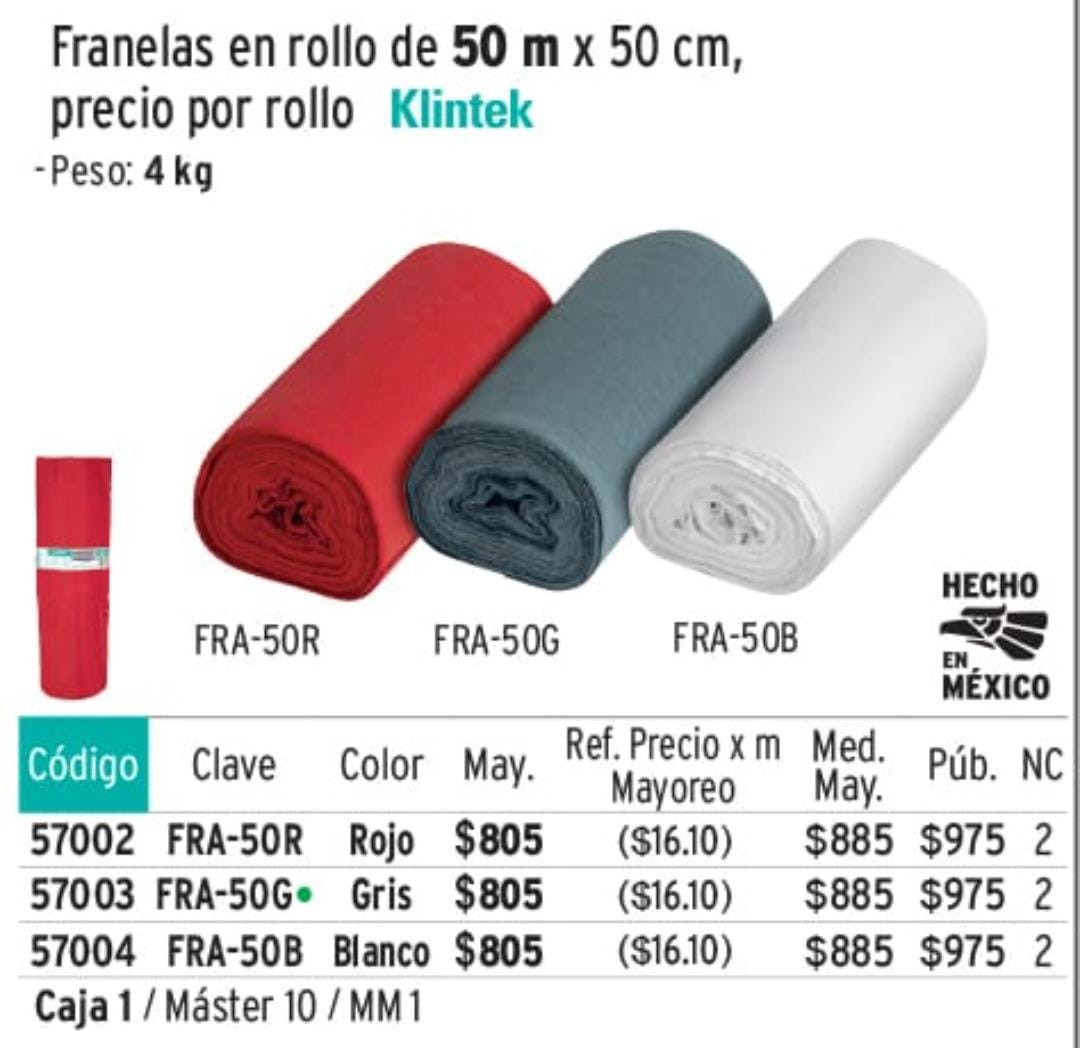 Franelas en rollo de 50 m x 50 cm,
precio por rollo Klintek
-Peso: 4 kg
FRA-50R FRA-50G FRA-50B
HECHO
EN
MÉXICO
Código Clave Color May. Ref. Precio x m Mayoreo Med. May. Púb. NC
57002 FRA-50R Rojo $805 ($16.10) $885 $975 2
57003 FRA-50G• Gris $805 ($16.10) $885 $975 2
57004 FRA-50B Blanco $805 ($16.10) $885 $975 2
Caja 1 / Máster 10 / MM 1